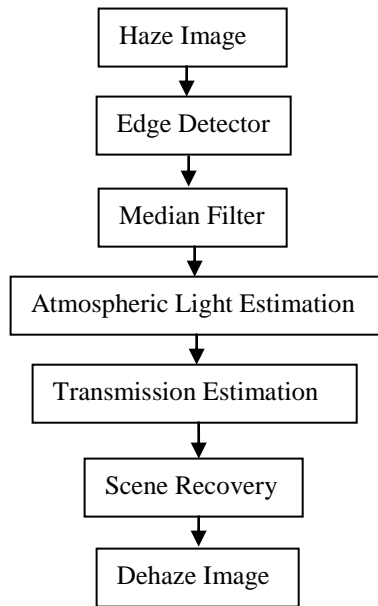 Haze Image
Edge Detector
Median Filter
Atmospheric Light Estimation
Transmission Estimation
Scene Recovery
Dehaze Image